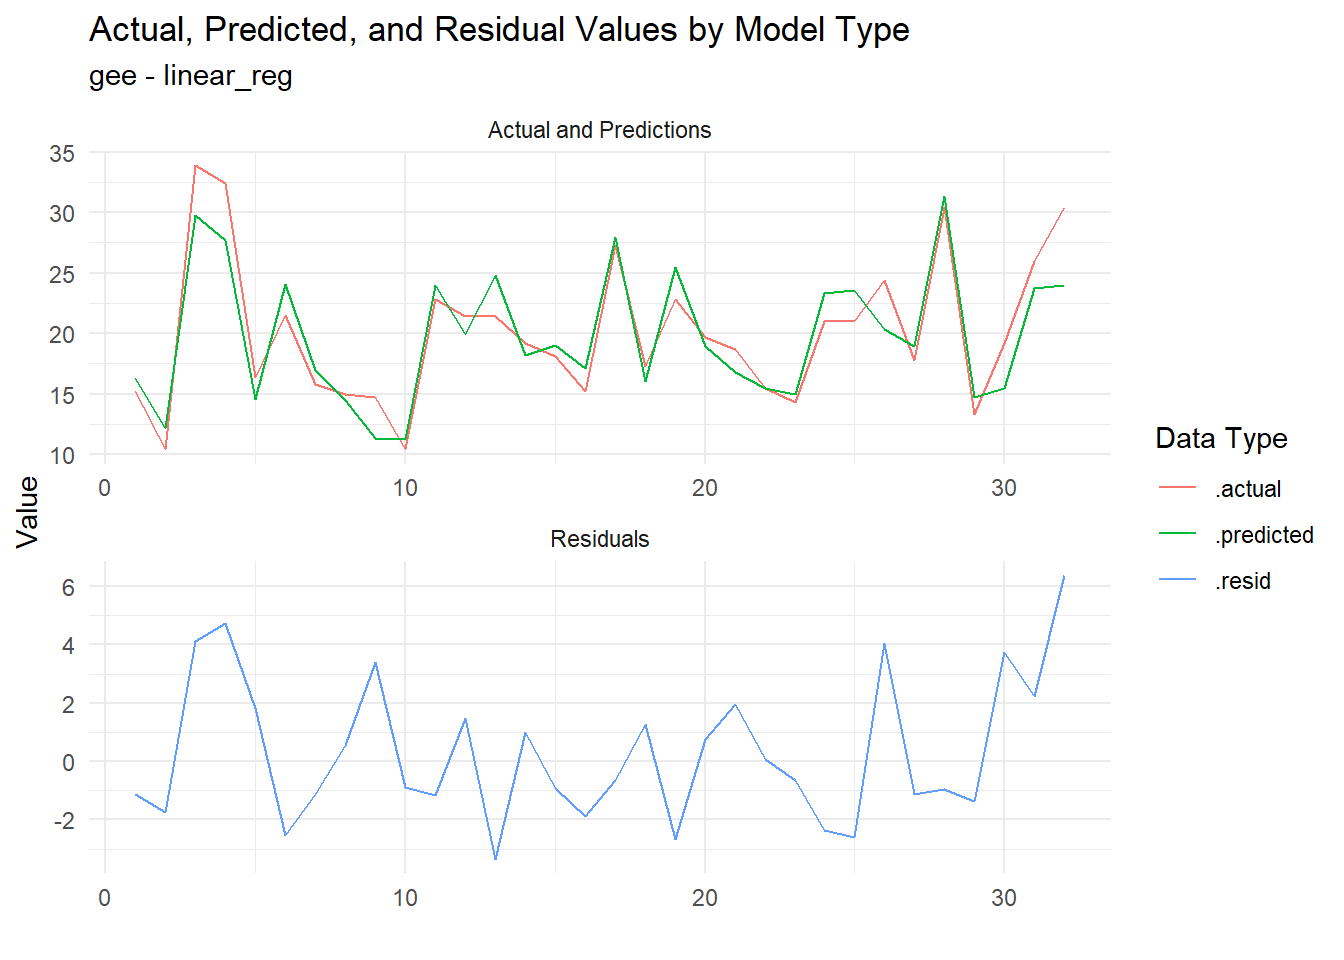 Actual, Predicted, and Residual Values by Model Type
gee - linear_reg
Actual and Predictions
35
30
25
20
15
10
0 10 20 30
Value
Residuals
6
4
2
0
-2
0 10 20 30
Data Type
.actual
.predicted
.resid